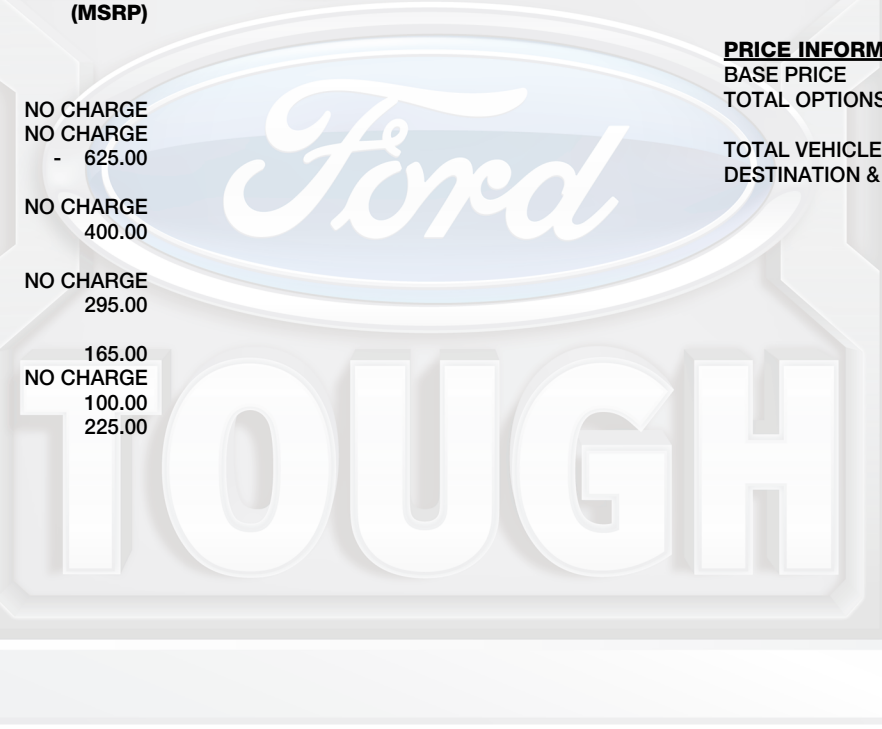 (MSRP)
NO CHARGE
NO CHARGE
- 625.00
NO CHARGE
400.00
NO CHARGE
295.00
165.00
NO CHARGE
100.00
225.00
PRICE INFORM
BASE PRICE
TOTAL OPTIONS
TOTAL VEHICLE
DESTINATION &
Ford
TOUGH